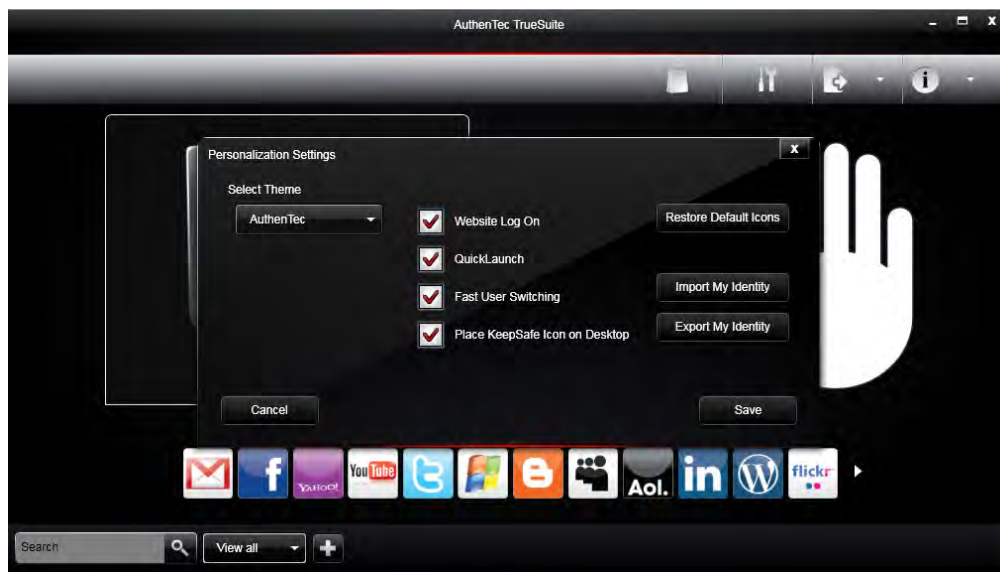 AuthenTec TrueSuite
Personalization Settings
Select Theme
AuthenTec
Website Log On
QuickLaunch
Fast User Switching
Place KeepSafe Icon on Desktop
Restore Default Icons
Import My Identity
Export My Identity
Cancel
Save
YAHOO!
You Tube
Aol.
in
flickr
Search
View all